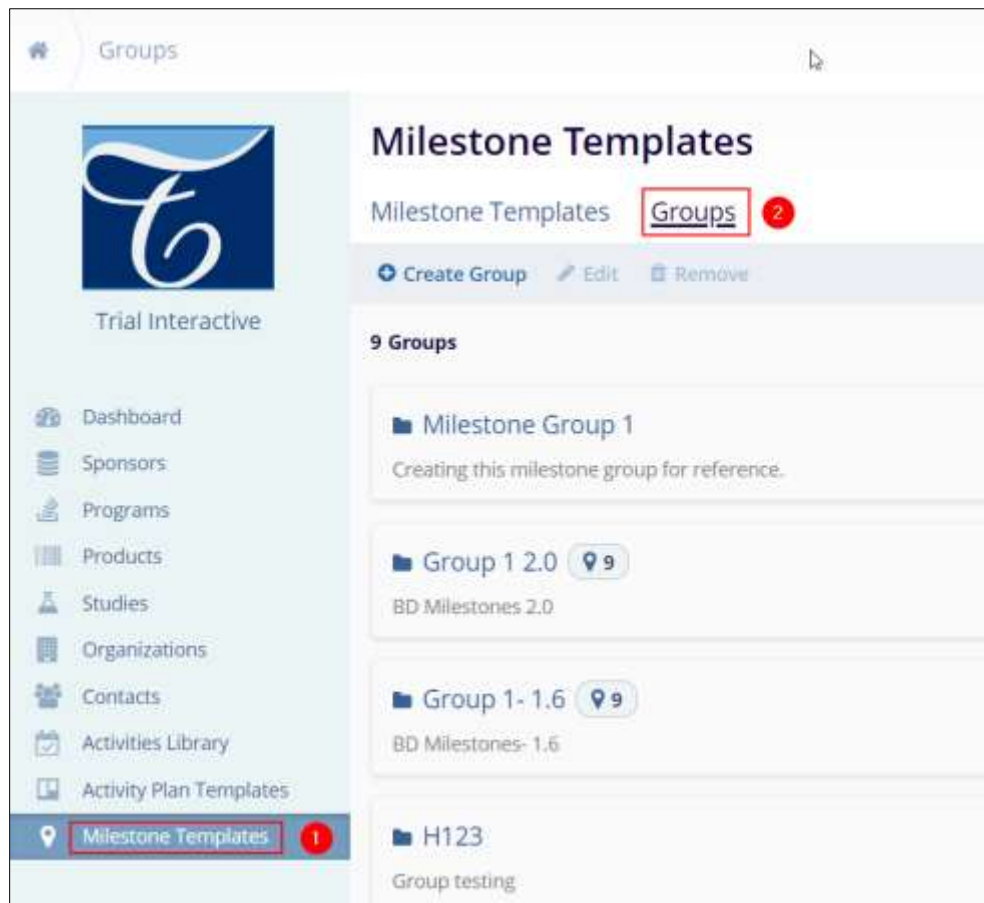 Groups
Trial Interactive
Dashboard
Sponsors
Programs
Products
Studies
Organizations
Contacts
Activities Library
Activity Plan Templates
Milestone Templates 1
Milestone Templates
Milestone Templates Groups 2
Create Group Edit Remove
9 Groups
Milestone Group 1
Creating this milestone group for reference.
Group 1 2.0 9
BD Milestones 2.0
Group 1- 1.6 9
BD Milestones- 1.6
H123
Group testing